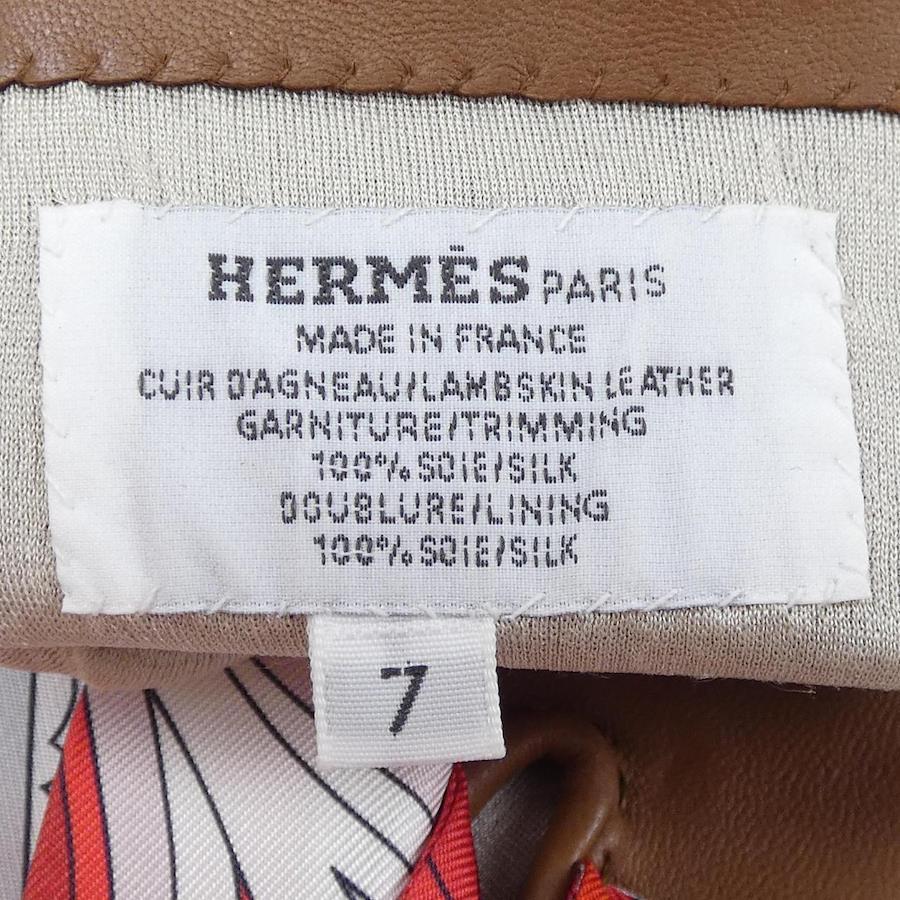 HERMÈS PARIS
MADE IN FRANCE
CUIR D'AGNEAU/LAMBSKIN LEATHER
GARNITURE/TRIMMING
100% SOIE/SILK
DOUBLURE/LINING
100% SOIE/SILK
7